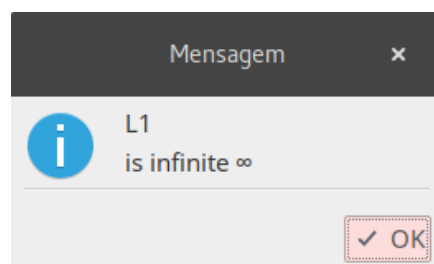 Mensagem
L1
is infinite ∞
OK